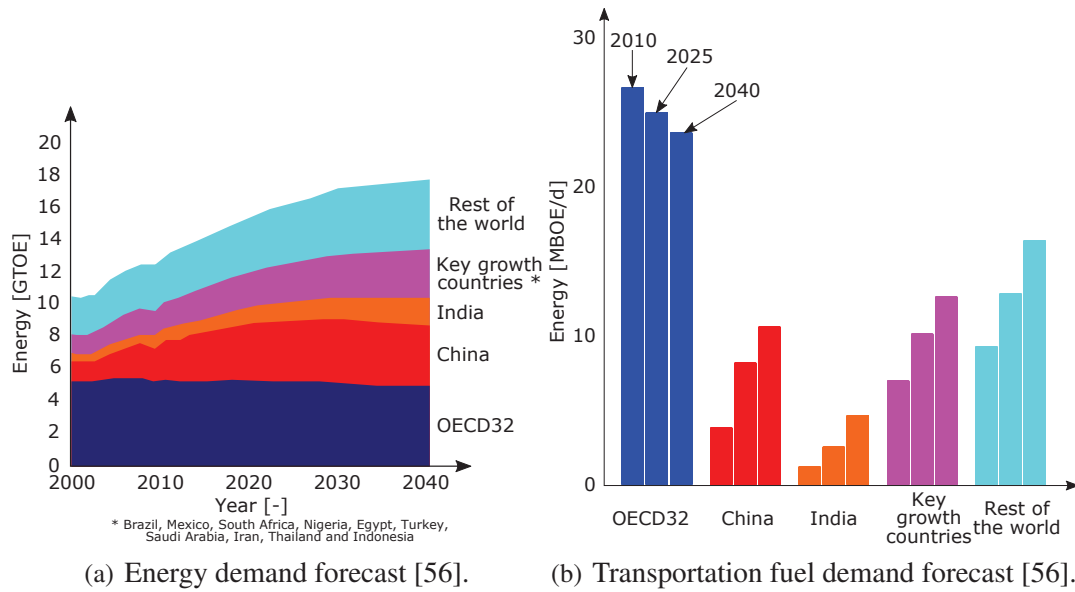 20
18
16
14
12
10
8
6
4
2
0
Energy [GTOE]
2000
2010
2020
2030
2040
Year [-]
Rest of
the world
Key growth
countries *
India
China
OECD32
* Brazil, Mexico, South Africa, Nigeria, Egypt, Turkey,
Saudi Arabia, Iran, Thailand and Indonesia
(a) Energy demand forecast [56].
30
20
10
0
Energy [MBOE/d]
2010
2025
2040
OECD32
China
India
Key
growth
countries
Rest of
the world
(b) Transportation fuel demand forecast [56].